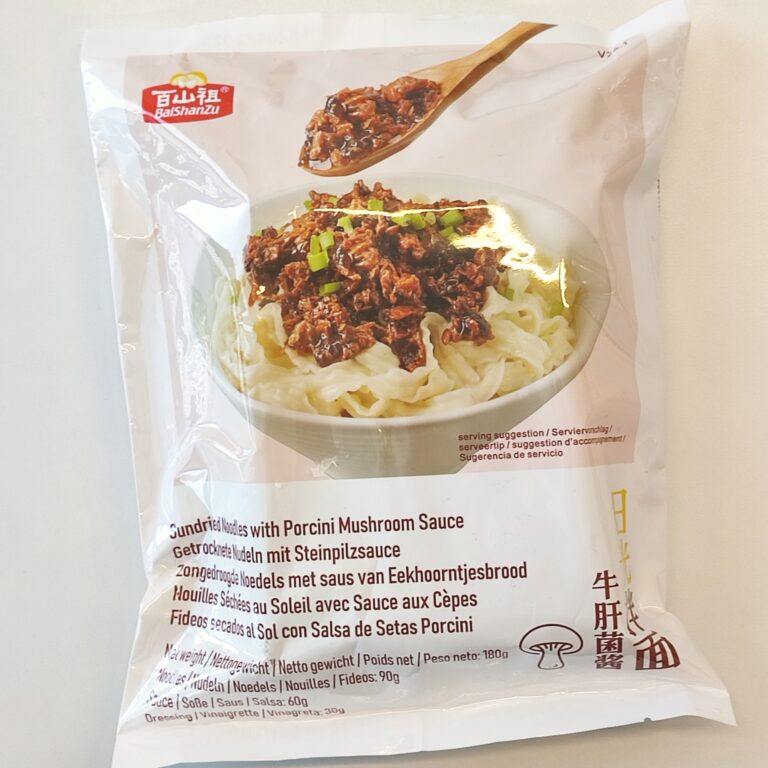 百山祖®
BaiShanZu
serving suggestion / Serviervorschlag /
serveertip / suggestion d'accompagnement /
Sugerencia de servicio
Sundried Noodles with Porcini Mushroom Sauce
Getrocknete Nudeln mit Steinpilzsauce
Zongedroogde Noedels met saus van Eekhoorntjesbrood
Nouilles Séchées au Soleil avec Sauce aux Cèpes
Fideos secados al Sol con Salsa de Setas Porcini
Net weight / Nettogewicht / Netto gewicht / Poids net / Peso neto: 180g
Noodles / Nudeln / Noedels / Nouilles / Fideos: 90g
Sauce / Soße / Saus / Salsa: 60g
Dressing / Vinaigrette / Vinagreta: 30g
牛肝菌酱
面